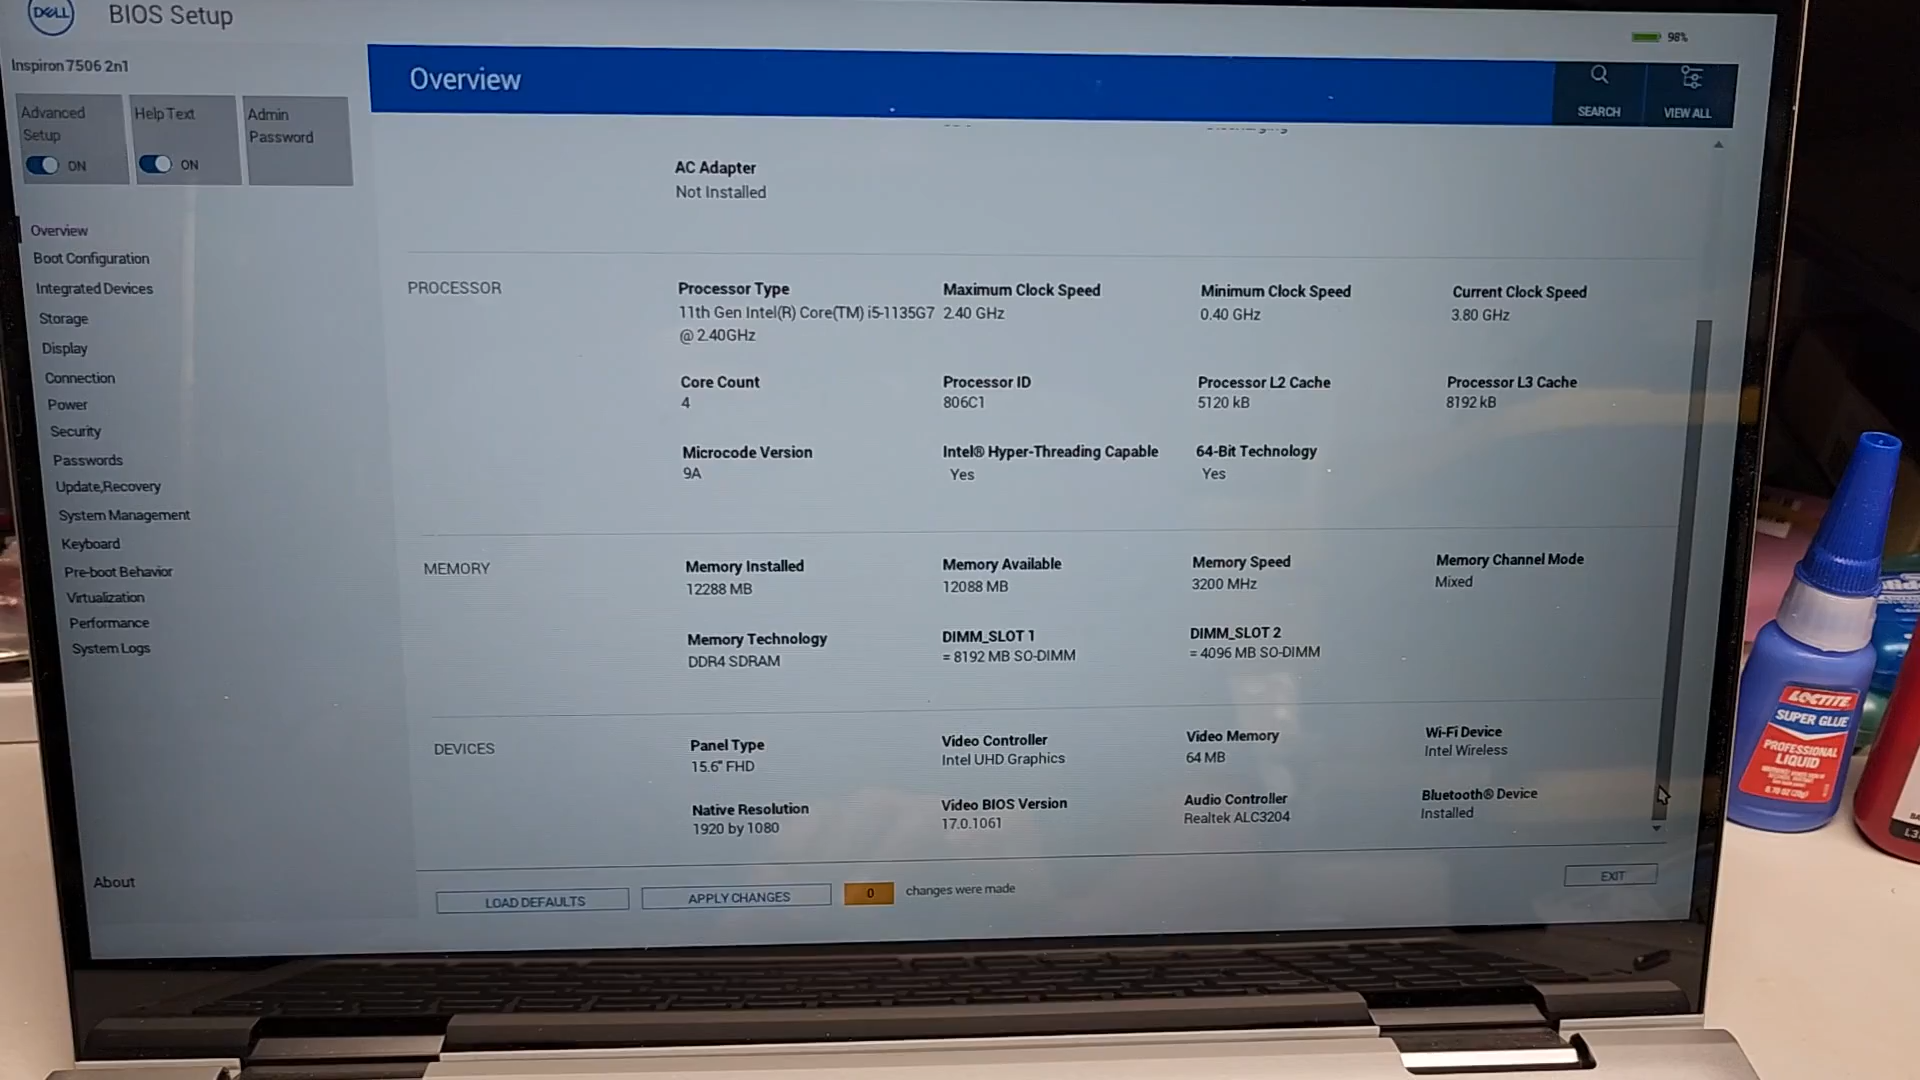 DELL
BIOS Setup
98%
Inspiron 7506 2n1
Advanced
Setup
ON
Help Text
ON
Admin
Password
Overview
SEARCH
VIEW ALL
Overview
Boot Configuration
Integrated Devices
Storage
Display
Connection
Power
Security
Passwords
Update,Recovery
System Management
Keyboard
Pre-boot Behavior
Virtualization
Performance
System Logs
About
AC Adapter
Not Installed
PROCESSOR
Processor Type
11th Gen Intel(R) Core(TM) i5-1135G7
@ 2.40GHz
Maximum Clock Speed
2.40 GHz
Minimum Clock Speed
0.40 GHz
Current Clock Speed
3.80 GHz
Core Count
4
Processor ID
806C1
Processor L2 Cache
5120 kB
Processor L3 Cache
8192 kB
Microcode Version
9A
Intel® Hyper-Threading Capable
Yes
64-Bit Technology
Yes
MEMORY
Memory Installed
12288 MB
Memory Available
12088 MB
Memory Speed
3200 MHz
Memory Channel Mode
Mixed
Memory Technology
DDR4 SDRAM
DIMM_SLOT 1
= 8192 MB SO-DIMM
DIMM_SLOT 2
= 4096 MB SO-DIMM
DEVICES
Panel Type
15.6" FHD
Video Controller
Intel UHD Graphics
Video Memory
64 MB
Wi-Fi Device
Intel Wireless
Native Resolution
1920 by 1080
Video BIOS Version
17.0.1061
Audio Controller
Realtek ALC3204
Bluetooth® Device
Installed
LOAD DEFAULTS
APPLY CHANGES
0
changes were made
EXIT
LOCTITE
SUPER GLUE
PROFESSIONAL
LIQUID